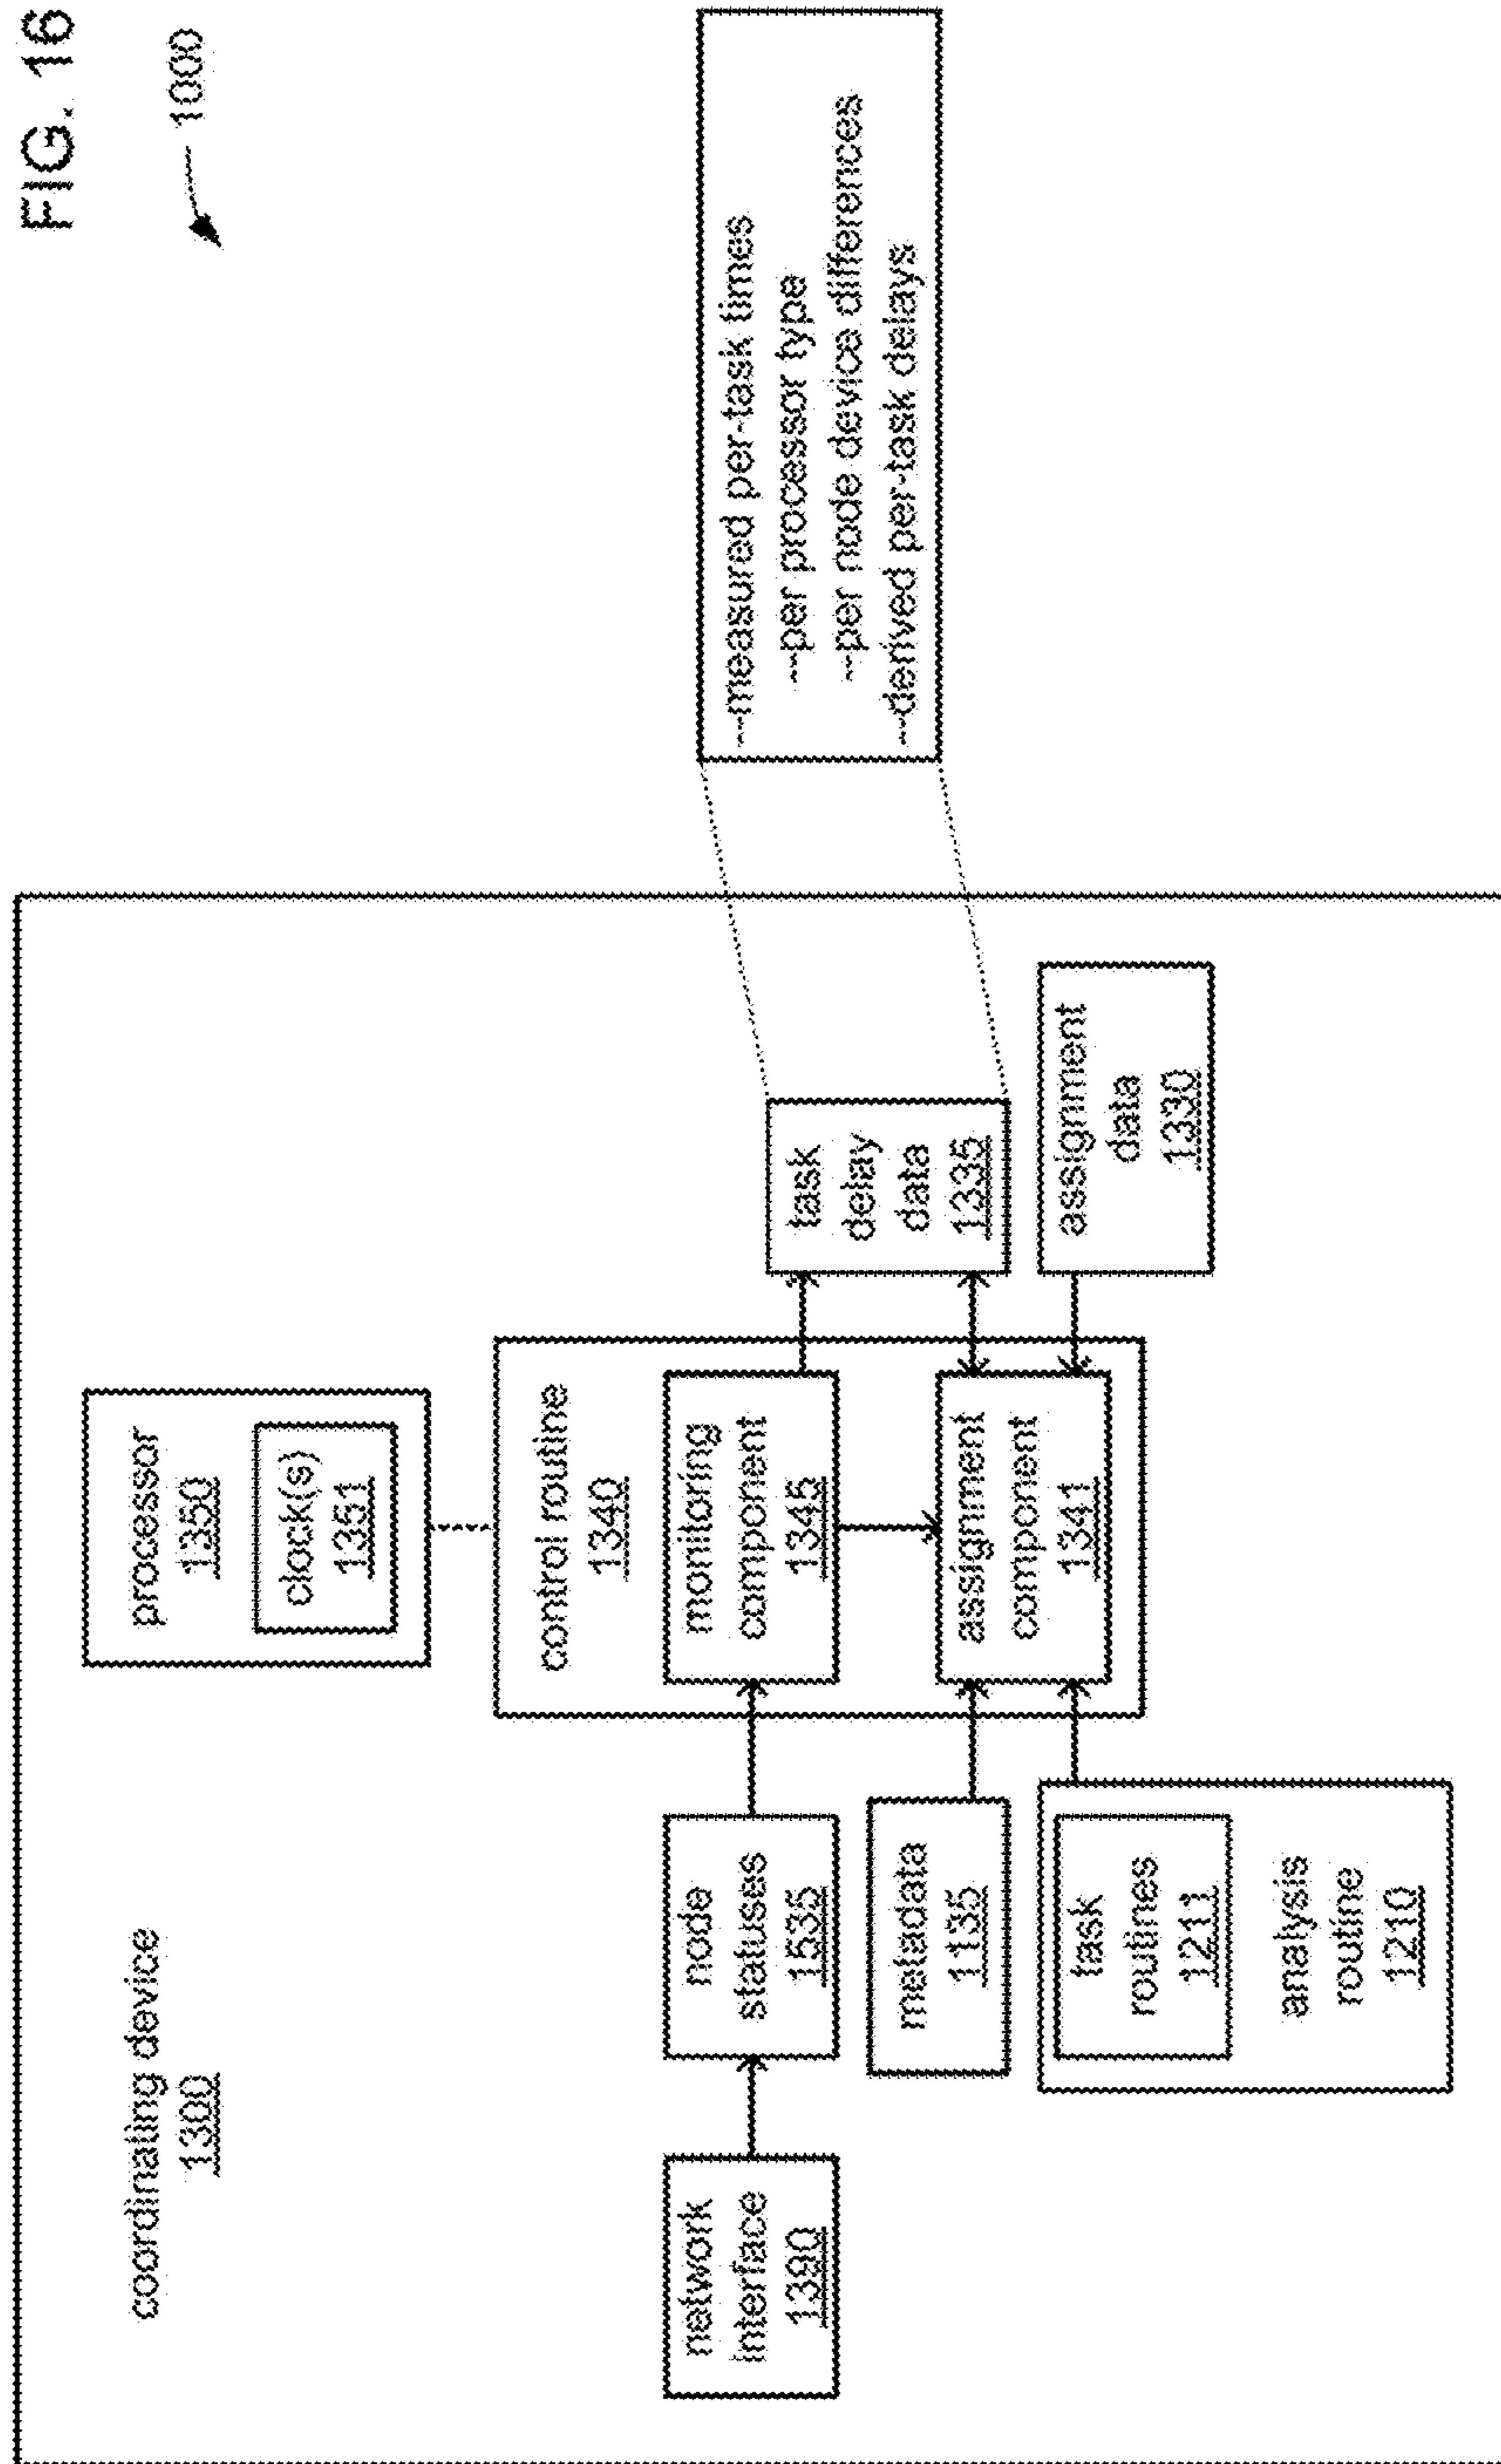 FIG. 16
1000
coordinating device
1300
processor
1350
clock(s)
1351
control routine
1340
network
interface
1390
node
statuses
1535
monitoring
component
1345
task
delay
data
1335
--measured per-task times
--per processor type
--per node device differences
--derived per-task delays
metadata
1135
assignment
component
1341
assignment
data
1330
task
routines
1211
analysis
routine
1210